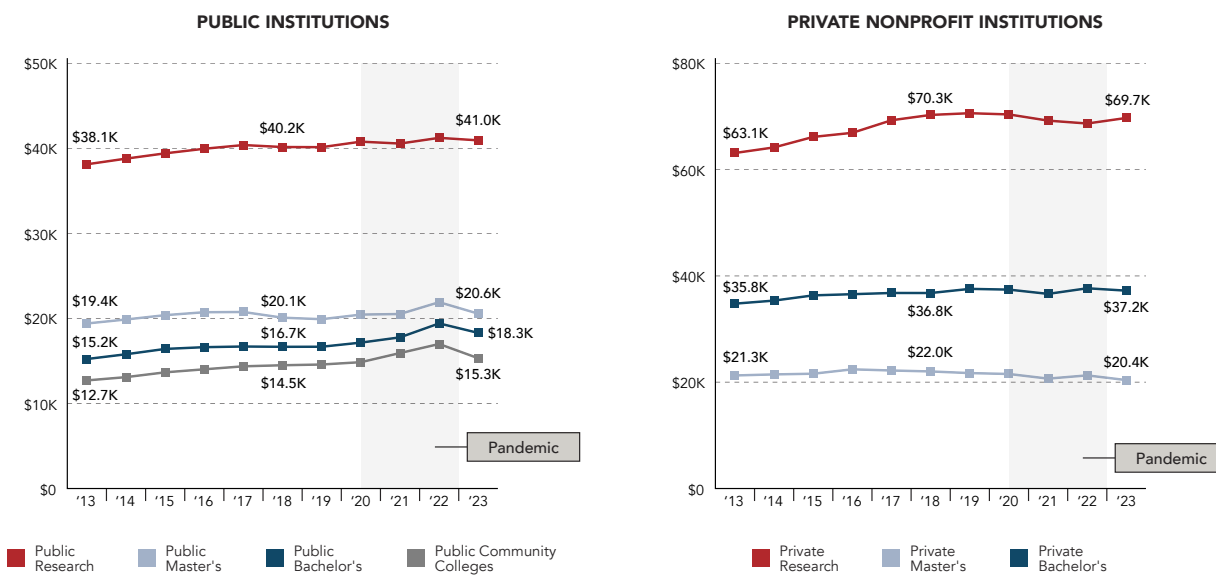 PUBLIC INSTITUTIONS
$50K
$40K
$30K
$20K
$10K
$0
$38.1K
$40.2K
$41.0K
$19.4K
$20.1K
$20.6K
$15.2K
$16.7K
$18.3K
$12.7K
$14.5K
$15.3K
Pandemic
'13 '14 '15 '16 '17 '18 '19 '20 '21 '22 '23
Public
Research
Public
Master's
Public
Bachelor's
Public Community
Colleges
PRIVATE NONPROFIT INSTITUTIONS
$80K
$60K
$40K
$20K
$0
$63.1K
$70.3K
$69.7K
$35.8K
$36.8K
$37.2K
$21.3K
$22.0K
$20.4K
Pandemic
'13 '14 '15 '16 '17 '18 '19 '20 '21 '22 '23
Private
Research
Private
Master's
Private
Bachelor's